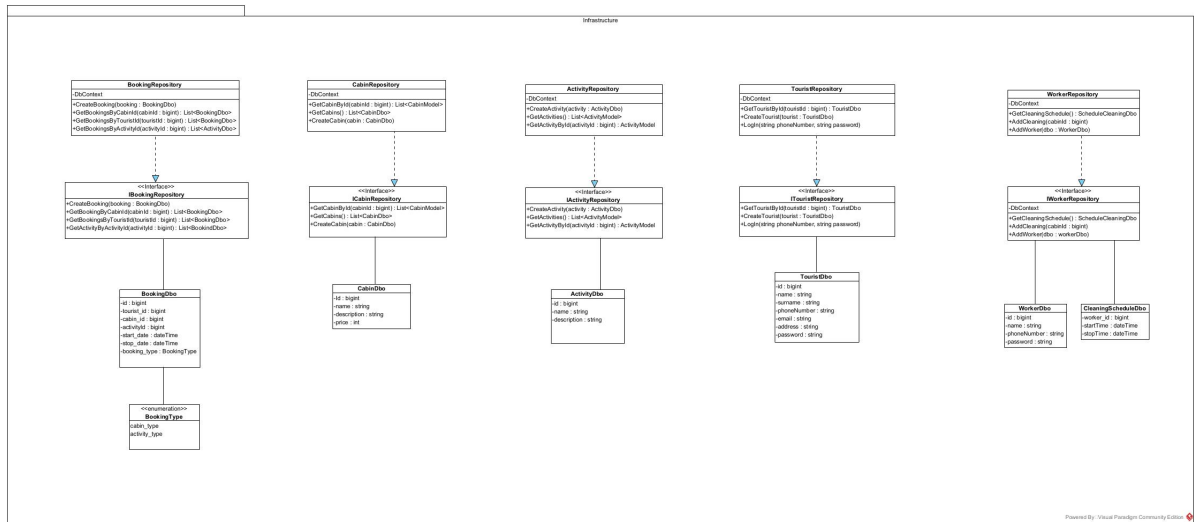 Infrastructure
BookingRepository
-DbContext
+CreateBooking(booking : BookingDbo)
+GetBookingsByCabinId(cabinId : bigint) : List<BookingDbo>
+GetBookingsByTouristId(touristId : bigint) : List<BookingDbo>
+GetBookingsByActivityId(activityId : bigint) : List<ActivityDbo>
<<Interface>>
IBookingRepository
+CreateBooking(booking : BookingDbo)
+GetBookingByCabinId(cabinId : bigint) : List<BookingDbo>
+GetBookingsByTouristId(touristId : bigint) : List<BookingDbo>
+GetActivityByActivityId(activityId : bigint) : List<BookindDbo>
BookingDbo
-id : bigint
-tourist_id : bigint
-cabin_id : bigint
-activityId : bigint
-start_date : dateTime
-stop_date : dateTime
-booking_type : BookingType
<<enumeration>>
BookingType
cabin_type
activity_type
CabinRepository
-DbContext
+GetCabinById(cabinId : bigint) : List<CabinModel>
+GetCabins() : List<CabinDbo>
+CreateCabin(cabin : CabinDbo)
<<Interface>>
ICabinRepository
+GetCabinById(cabinId : bigint) : List<CabinModel>
+GetCabins() : List<CabinDbo>
+CreateCabin(cabin : CabinDbo)
CabinDbo
-Id : bigint
-name : string
-description : string
-price : int
ActivityRepository
-DbContext
+CreateActivity(activity : ActivityDbo)
+GetActivities() : List<ActivityModel>
+GetActivityById(activityId : bigint) : ActivityModel
<<Interface>>
IActivityRepository
+CreateActivity(activity : ActivityDbo)
+GetActivities() : List<ActivityModel>
+GetActivityById(activityId : bigint) : ActivityModel
ActivityDbo
-id : bigint
-name : string
-description : string
TouristRepository
-DbContext
+GetTouristById(touristId : bigint) : TouristDbo
+CreateTourist(tourist : TouristDbo)
+LogIn(string phoneNumber, string password)
<<Interface>>
ITouristRepository
+GetTouristById(touristId : bigint) : TouristDbo
+CreateTourist(tourist : TouristDbo)
+LogIn(string phoneNumber, string password)
TouristDbo
-id : bigint
-name : string
-surname : string
-phoneNumber : string
-email : string
-address : string
-password : string
WorkerRepository
-DbContext
+GetCleaningSchedule() : ScheduleCleaningDbo
+AddCleaning(cabinId : bigint)
+AddWorker(dbo : WorkerDbo)
<<Interface>>
IWorkerRepository
-DbContext
+GetCleaningSchedule() : ScheduleCleaningDbo
+AddCleaning(cabinId : bigint)
+AddWorker(dbo : workerDbo)
WorkerDbo
-id : bigint
-name : string
-phoneNumber : string
-password : string
CleaningScheduleDbo
-worker_id : bigint
-startTime : dateTime
-stopTime : dateTime
Powered By Visual Paradigm Community Edition